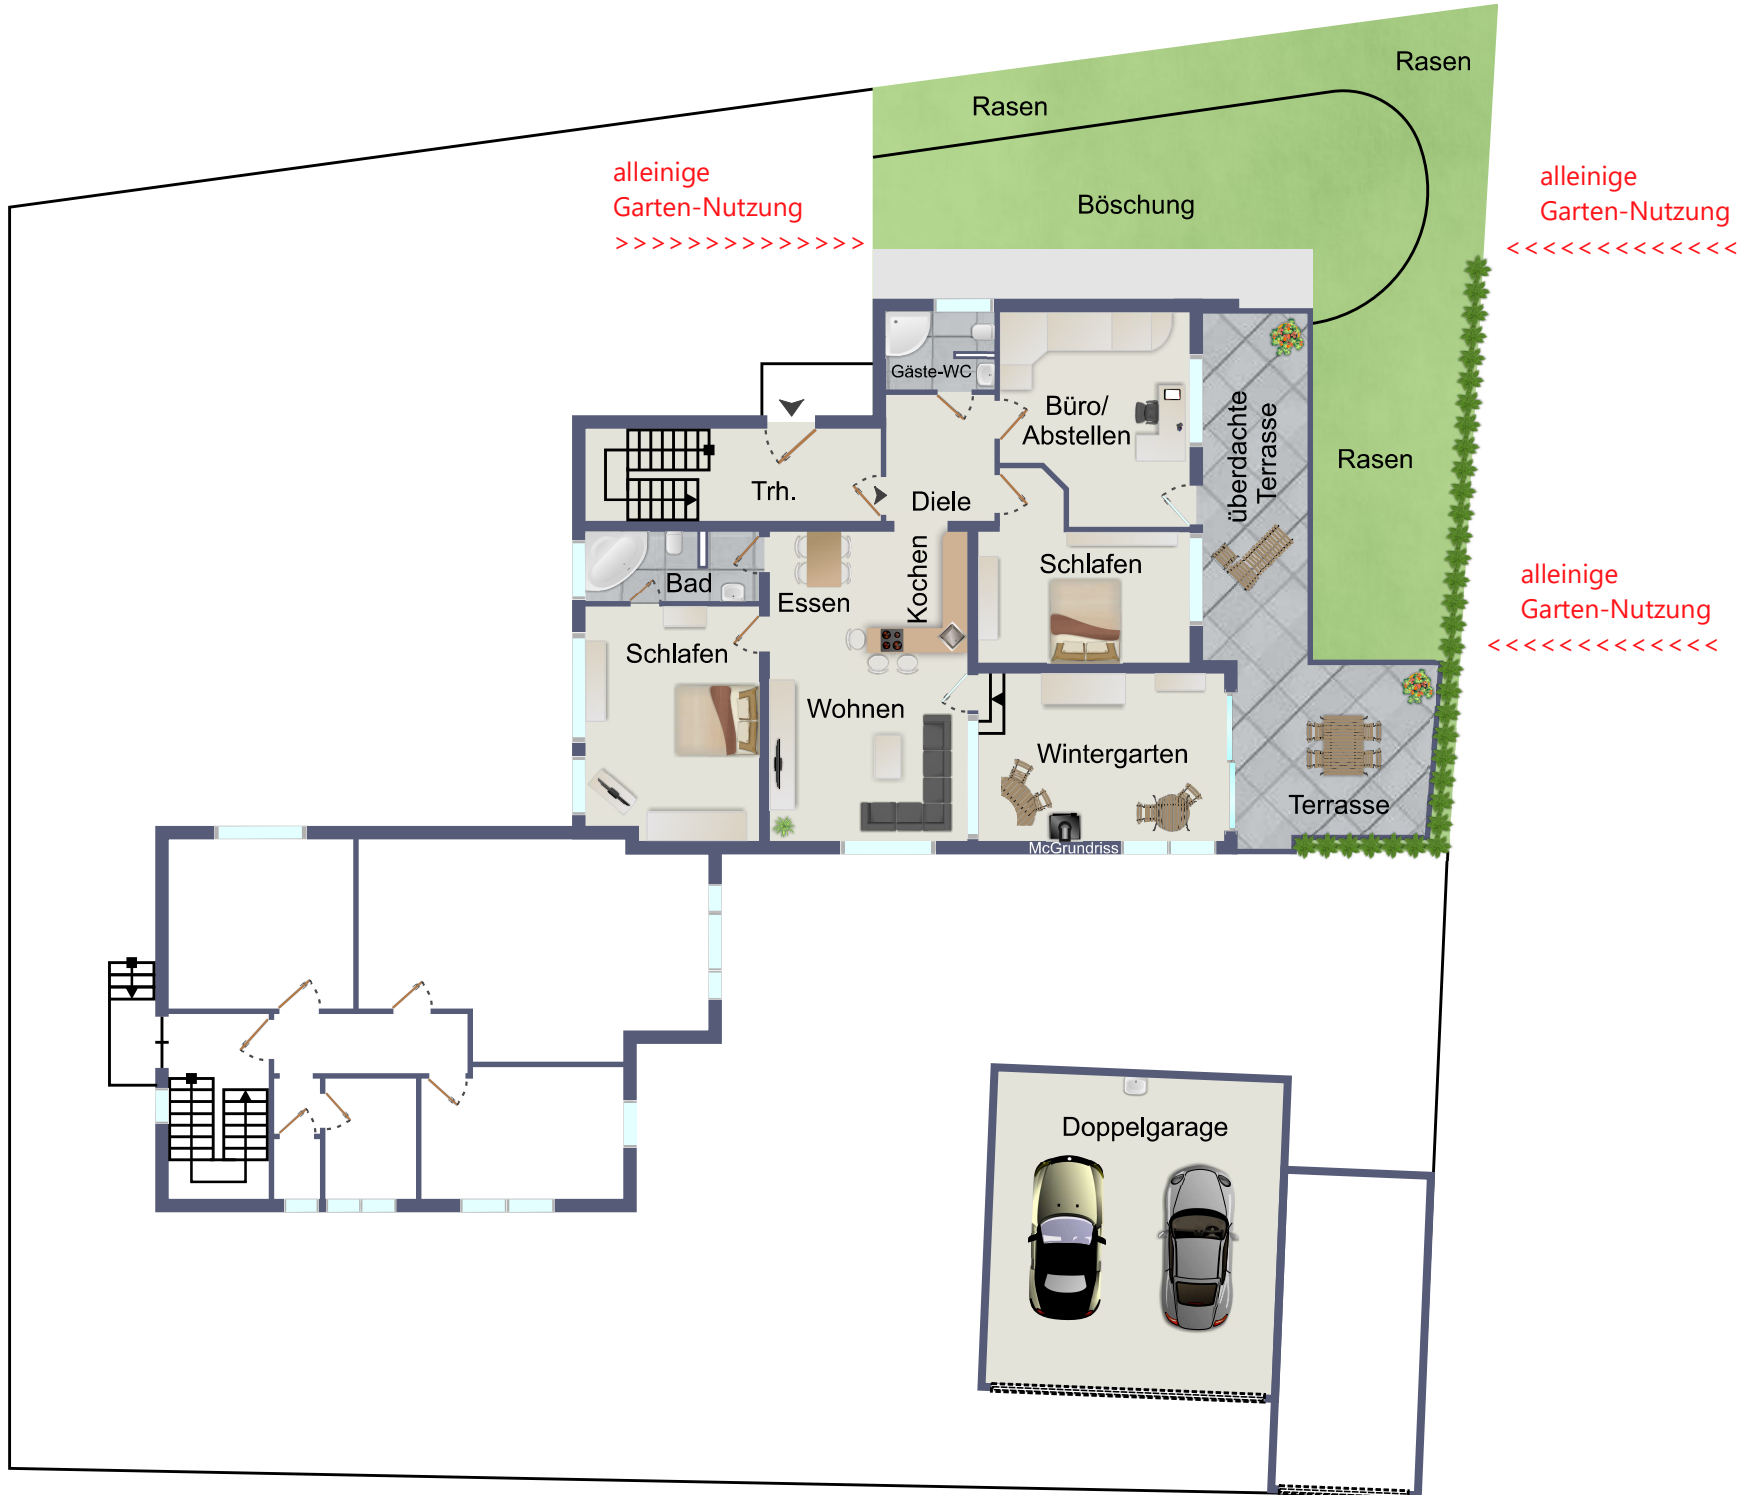 Rasen
Rasen
alleinige
Garten-Nutzung
>>>>>>>>>>>>>>
alleinige
Garten-Nutzung
<<<<<<<<<<<<<
Böschung
Gäste-WC
Büro/
Abstellen
überdachte
Terrasse
Rasen
Trh.
Diele
Kochen
Schlafen
Bad
Essen
alleinige
Garten-Nutzung
<<<<<<<<<<<<<
Schlafen
Wohnen
Wintergarten
Terrasse
McGrundriss
Doppelgarage